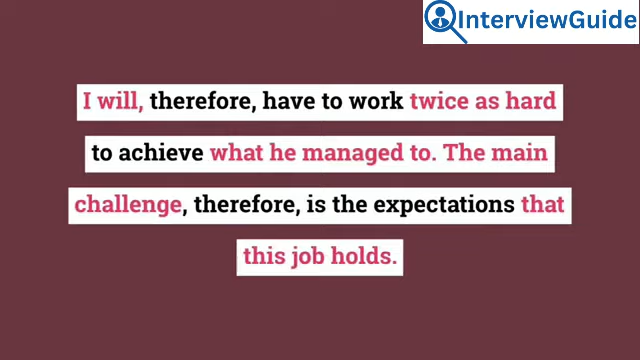 InterviewGuide
I will, therefore, have to work twice as hard
to achieve what he managed to. The main
challenge, therefore, is the expectations that
this job holds.